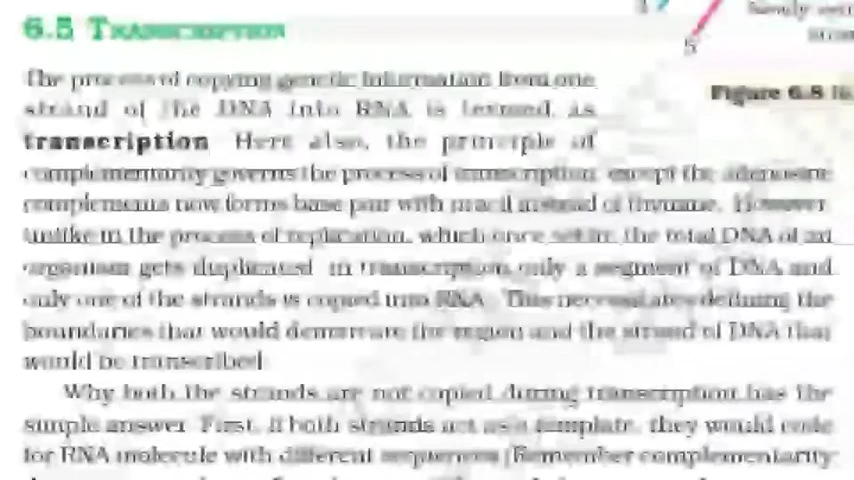 5
6.5 TRANSCRIPTION
Figure 6.8
The process of copying genetic information from one
strand of the DNA into RNA is termed as
transcription. Here also, the principle of
complementarity governs the process of transcription, except the adenosine
complements now forms base pair with uracil instead of thymine. However,
unlike in the process of replication, which once set in, the total DNA of an
organism gets duplicated, in transcription only a segment of DNA and
only one of the strands is copied into RNA. This necessitates defining the
boundaries that would demarcate the region and the strand of DNA that
would be transcribed.
Why both the strands are not copied during transcription has the
simple answer. First, if both strands act as a template, they would code
for RNA molecule with different sequences (Remember complementarity